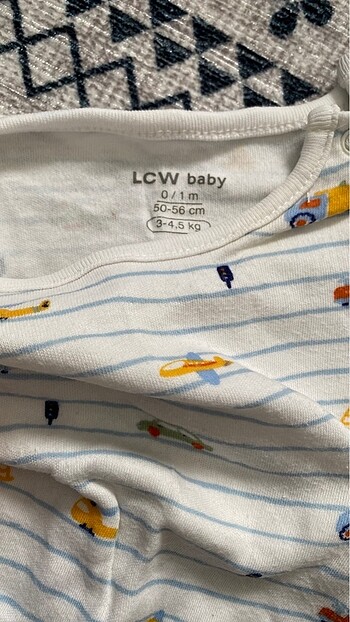 LCW baby
0 / 1 m
50-56 cm
3-4,5 kg